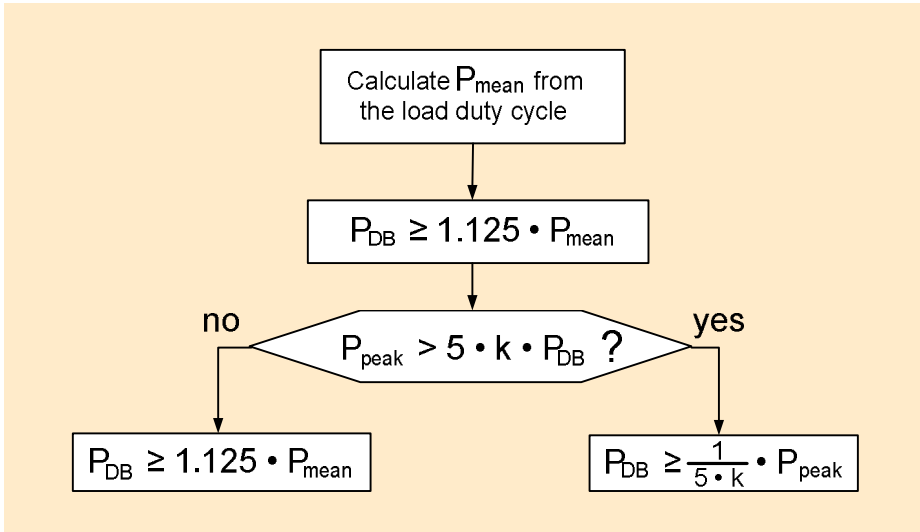 Calculate Pmean from
the load duty cycle
PDB ≥ 1.125 • Pmean
no
yes
Ppeak > 5 • k • PDB ?
PDB ≥ 1.125 • Pmean
PDB ≥ 1/5 • k • Ppeak